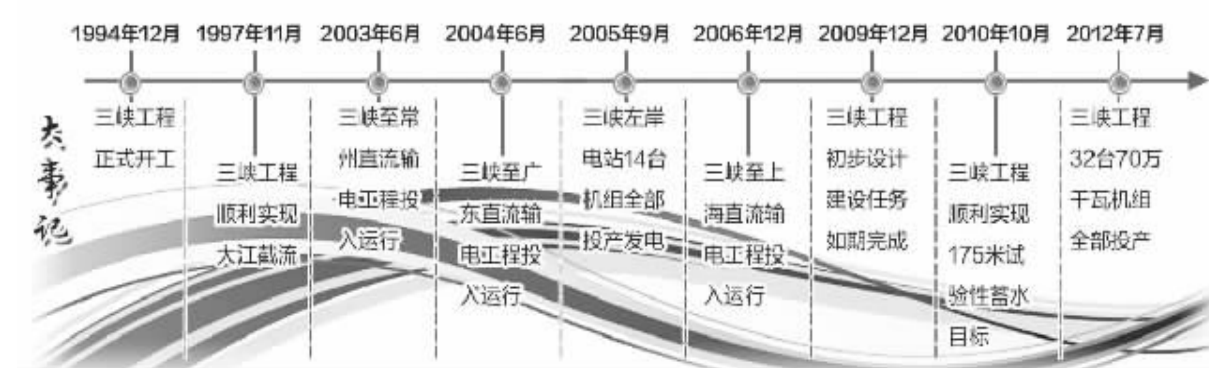 1994年12月 1997年11月 2003年6月 2004年6月 2005年9月 2006年12月 2009年12月 2010年10月 2012年7月
大事记
三峡工程
正式开工
三峡工程
顺利实现
大江截流
三峡至常
州直流输
电工程投
入运行
三峡至广
东直流输
电工程投
入运行
三峡左岸
电站14台
机组全部
投产发电
三峡至上
海直流输
电工程投
入运行
三峡工程
初步设计
建设任务
如期完成
三峡工程
顺利实现
175米试
验性蓄水
目标
三峡工程
32台70万
千瓦机组
全部投产